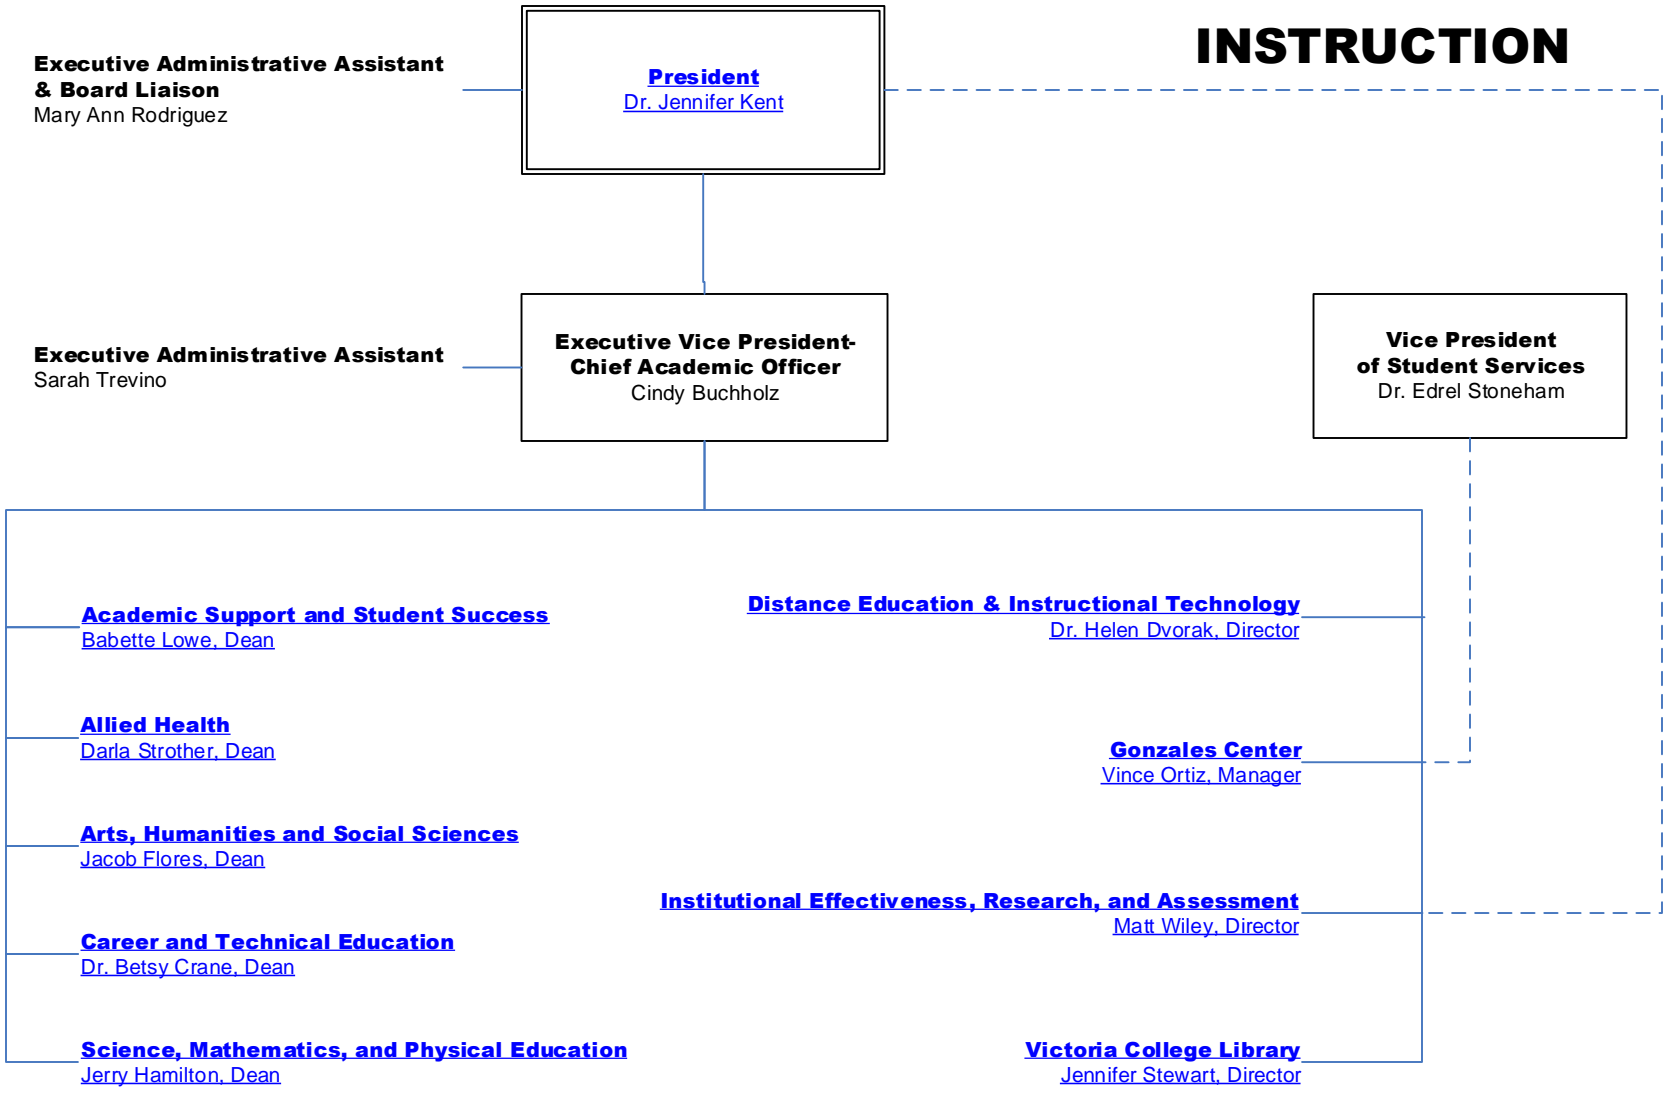 INSTRUCTION
Executive Administrative Assistant
& Board Liaison
Mary Ann Rodriguez
President
Dr. Jennifer Kent
Executive Administrative Assistant
Sarah Trevino
Executive Vice President-
Chief Academic Officer
Cindy Buchholz
Vice President
of Student Services
Dr. Edrel Stoneham
Academic Support and Student Success
Babette Lowe, Dean
Allied Health
Darla Strother, Dean
Arts, Humanities and Social Sciences
Jacob Flores, Dean
Career and Technical Education
Dr. Betsy Crane, Dean
Science, Mathematics, and Physical Education
Jerry Hamilton, Dean
Distance Education & Instructional Technology
Dr. Helen Dvorak, Director
Gonzales Center
Vince Ortiz, Manager
Institutional Effectiveness, Research, and Assessment
Matt Wiley, Director
Victoria College Library
Jennifer Stewart, Director